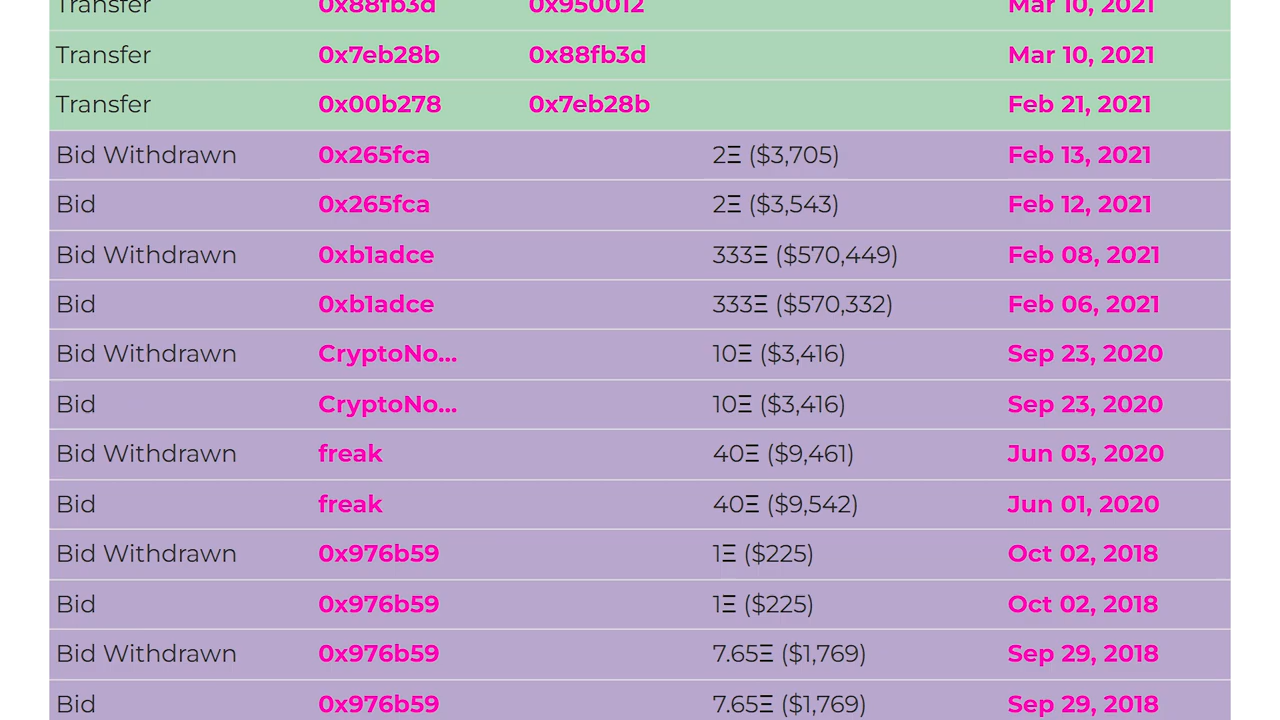 Transfer 0x88fb3d 0x950012 Mar 10, 2021
Transfer 0x7eb28b 0x88fb3d Mar 10, 2021
Transfer 0x00b278 0x7eb28b Feb 21, 2021
Bid Withdrawn 0x265fca 2Ξ ($3,705) Feb 13, 2021
Bid 0x265fca 2Ξ ($3,543) Feb 12, 2021
Bid Withdrawn 0xb1adce 333Ξ ($570,449) Feb 08, 2021
Bid 0xb1adce 333Ξ ($570,332) Feb 06, 2021
Bid Withdrawn CryptoNo... 10Ξ ($3,416) Sep 23, 2020
Bid CryptoNo... 10Ξ ($3,416) Sep 23, 2020
Bid Withdrawn freak 40Ξ ($9,461) Jun 03, 2020
Bid freak 40Ξ ($9,542) Jun 01, 2020
Bid Withdrawn 0x976b59 1Ξ ($225) Oct 02, 2018
Bid 0x976b59 1Ξ ($225) Oct 02, 2018
Bid Withdrawn 0x976b59 7.65Ξ ($1,769) Sep 29, 2018
Bid 0x976b59 7.65Ξ ($1,769) Sep 29, 2018